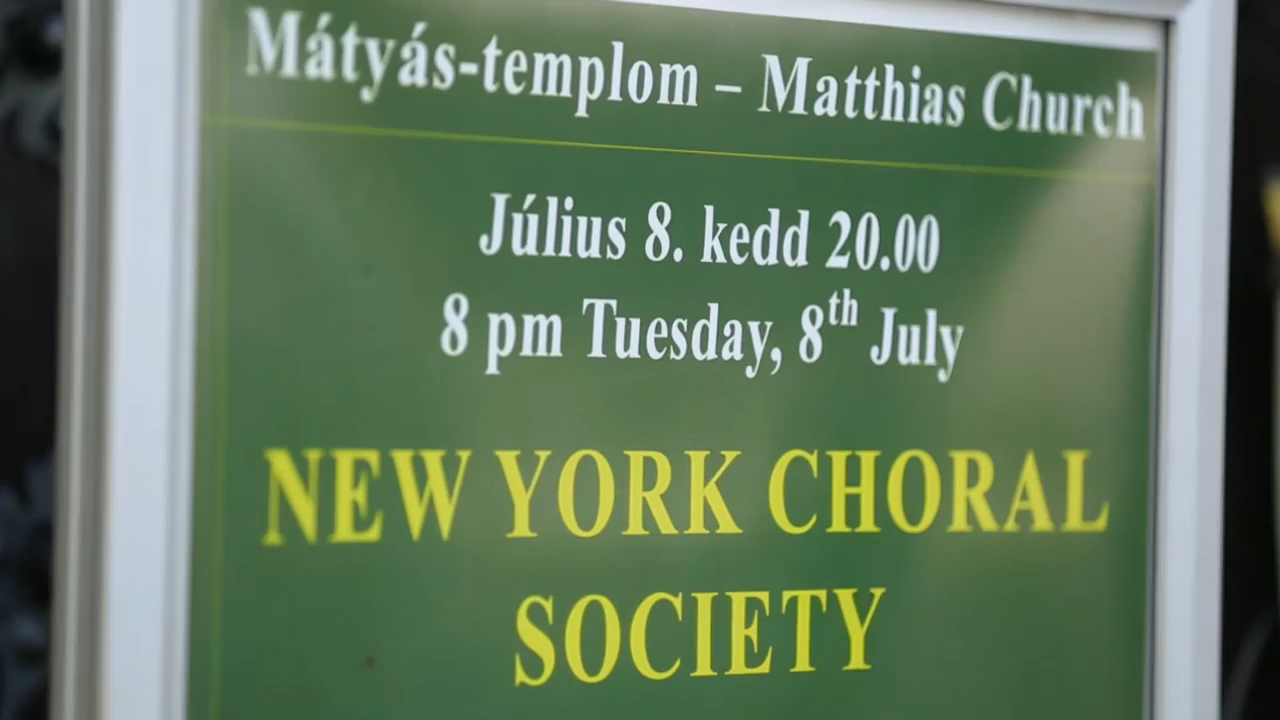 Mátyás-templom – Matthias Church
Július 8. kedd 20.00
8 pm Tuesday, 8th July
NEW YORK CHORAL
SOCIETY